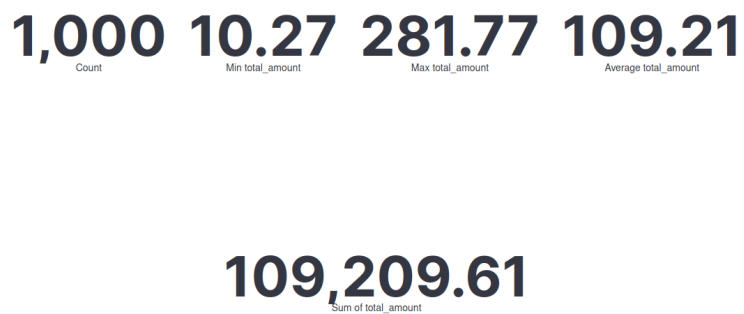 1,000 10.27 281.77 109.21
Count Min total_amount Max total_amount Average total_amount
109,209.61
Sum of total_amount